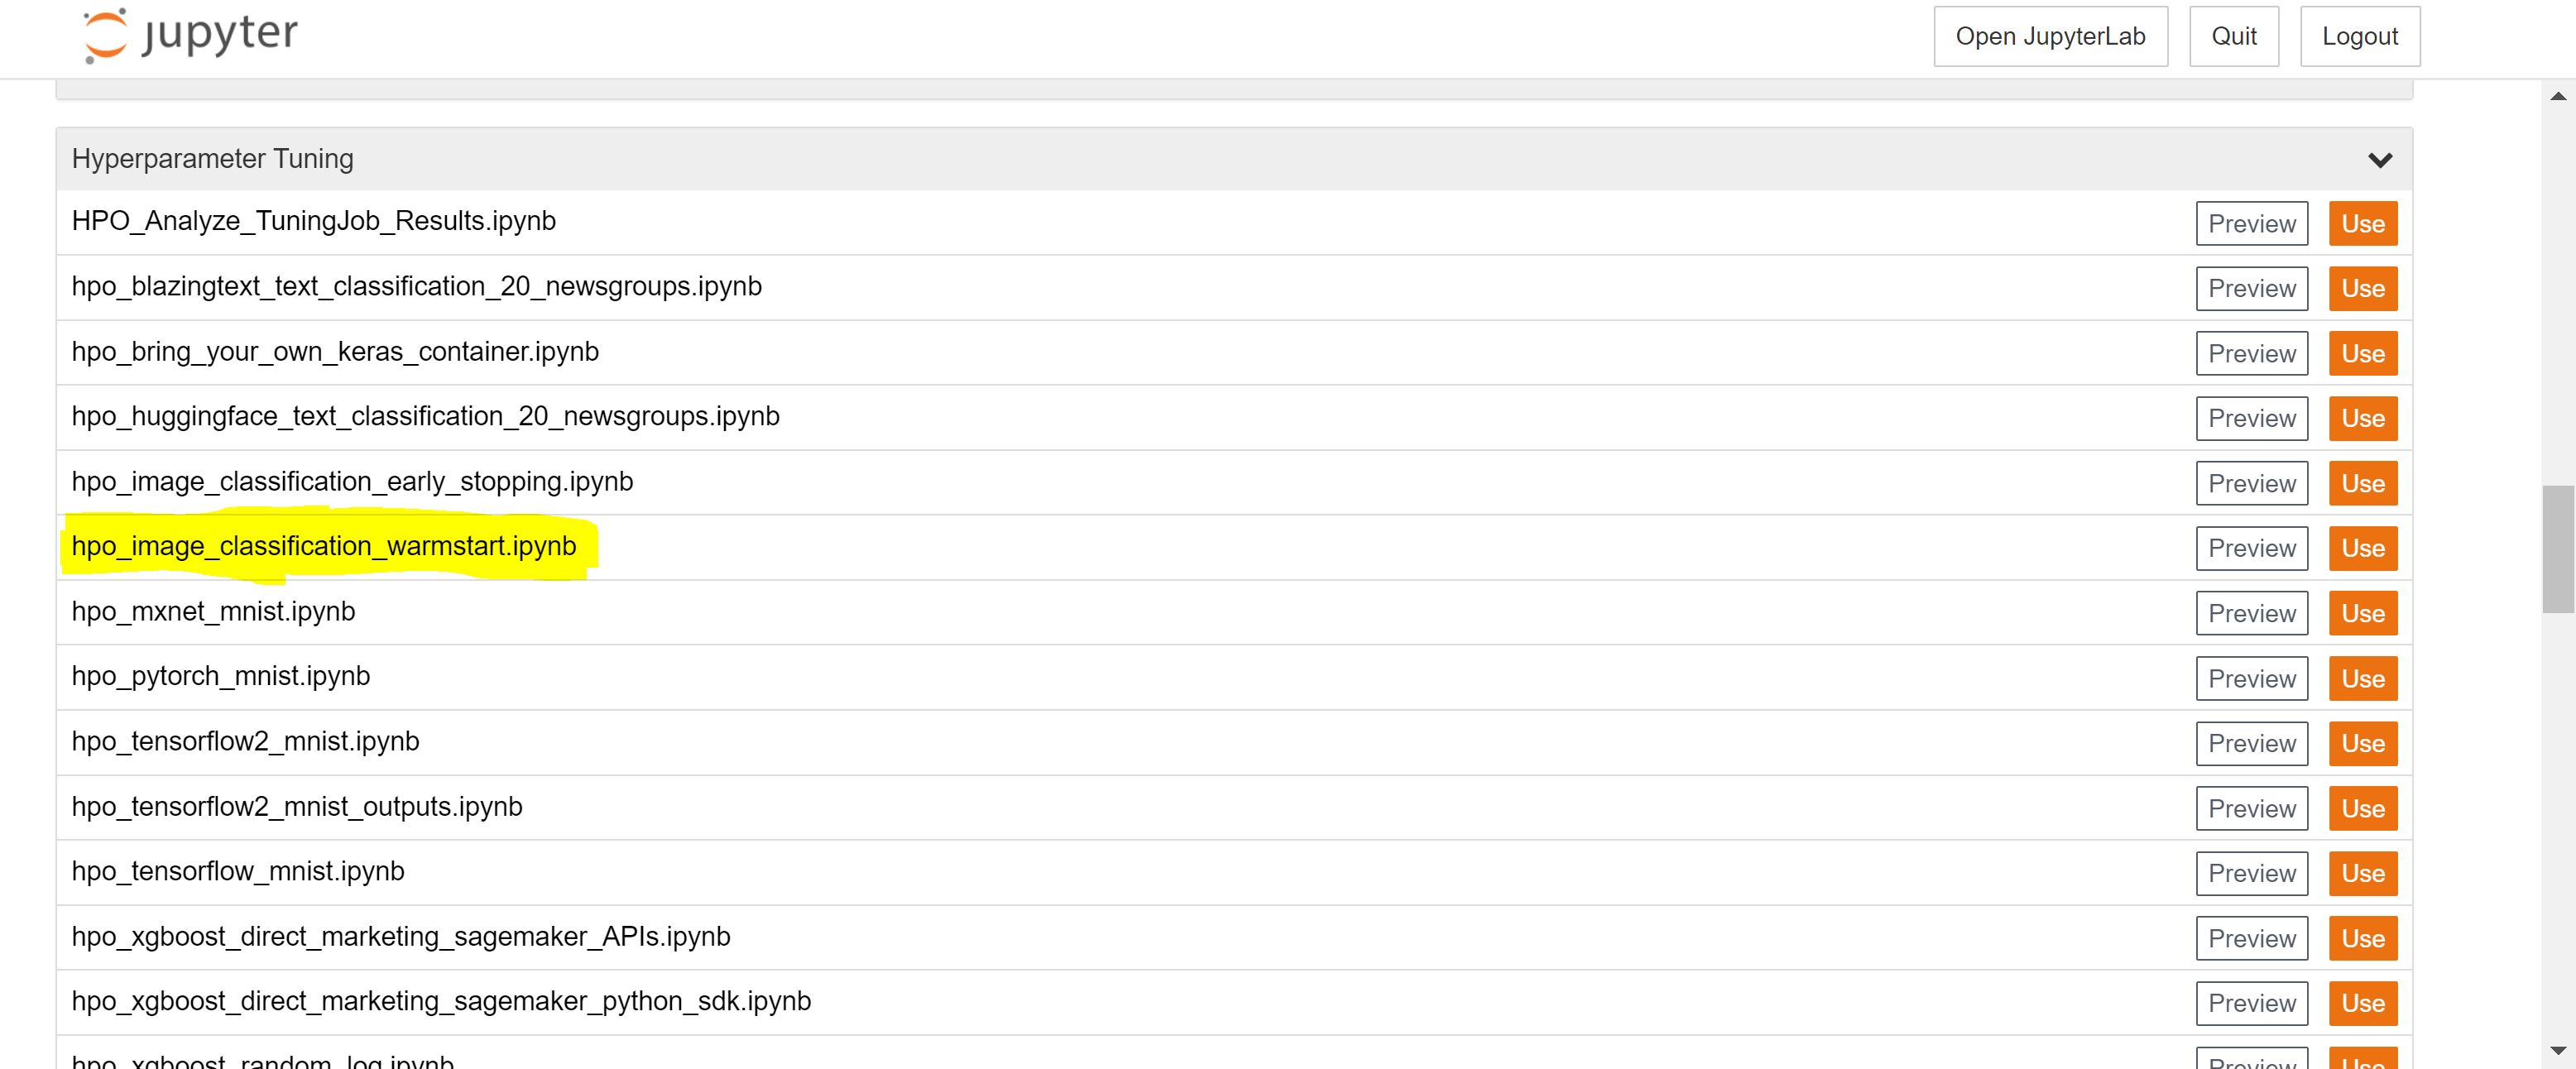 jupyter Open JupyterLab Quit Logout
Hyperparameter Tuning
HPO_Analyze_TuningJob_Results.ipynb Preview Use
hpo_blazingtext_text_classification_20_newsgroups.ipynb Preview Use
hpo_bring_your_own_keras_container.ipynb Preview Use
hpo_huggingface_text_classification_20_newsgroups.ipynb Preview Use
hpo_image_classification_early_stopping.ipynb Preview Use
hpo_image_classification_warmstart.ipynb Preview Use
hpo_mxnet_mnist.ipynb Preview Use
hpo_pytorch_mnist.ipynb Preview Use
hpo_tensorflow2_mnist.ipynb Preview Use
hpo_tensorflow2_mnist_outputs.ipynb Preview Use
hpo_tensorflow_mnist.ipynb Preview Use
hpo_xgboost_direct_marketing_sagemaker_APIs.ipynb Preview Use
hpo_xgboost_direct_marketing_sagemaker_python_sdk.ipynb Preview Use
hpo_xgboost_random_log.ipynb Preview Use